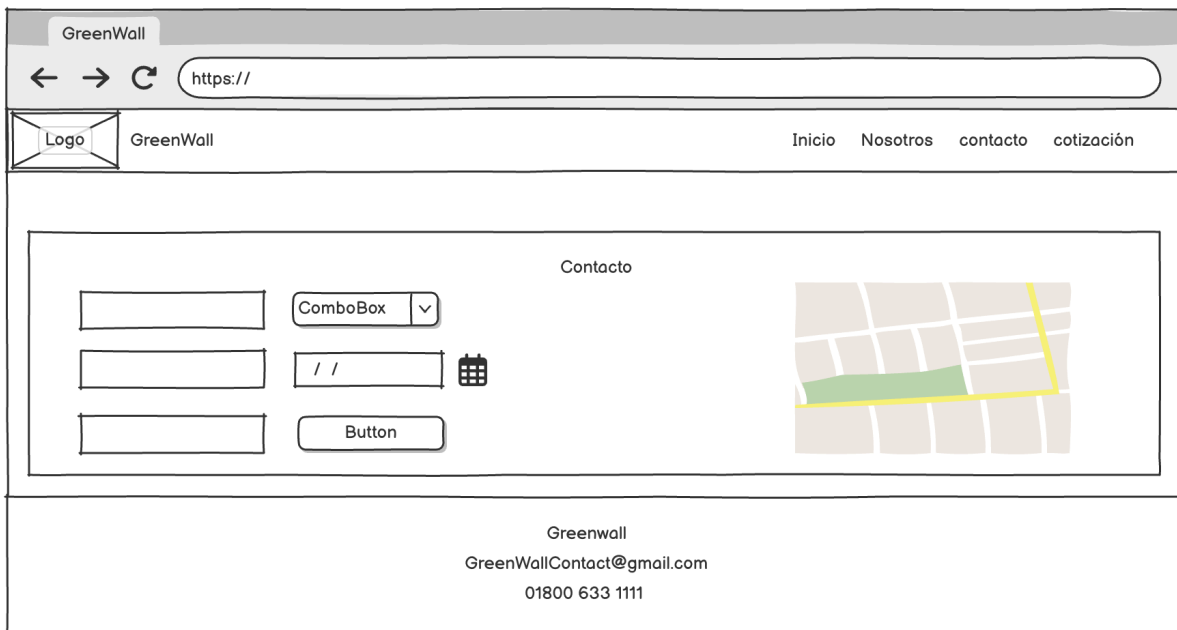 GreenWall
https://
Logo GreenWall Inicio Nosotros contacto cotización
Contacto
ComboBox
/ /
Button
Greenwall
GreenWallContact@gmail.com
01800 633 1111